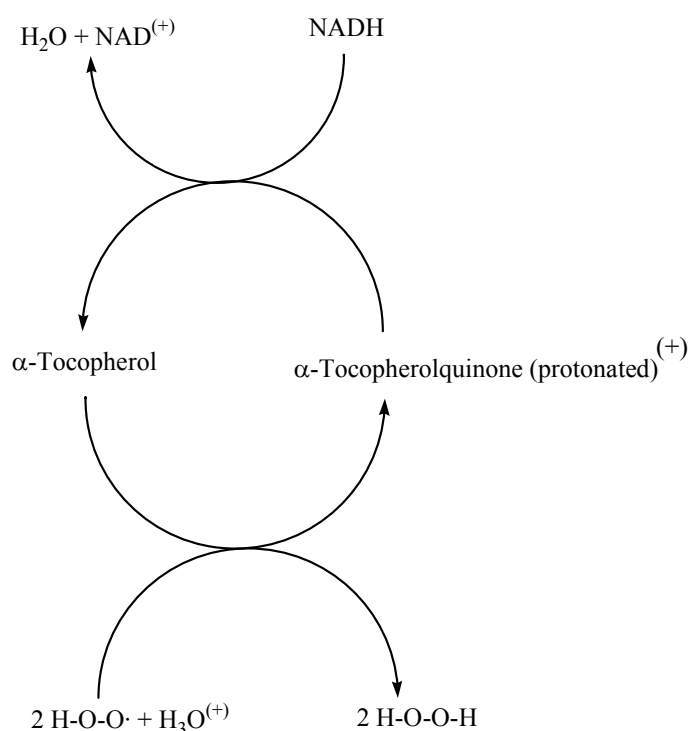 H₂O + NAD⁽⁺⁾
NADH
α-Tocopherol
α-Tocopherolquinone (protonated)⁽⁺⁾
2 H-O-O· + H₃O⁽⁺⁾
2 H-O-O-H